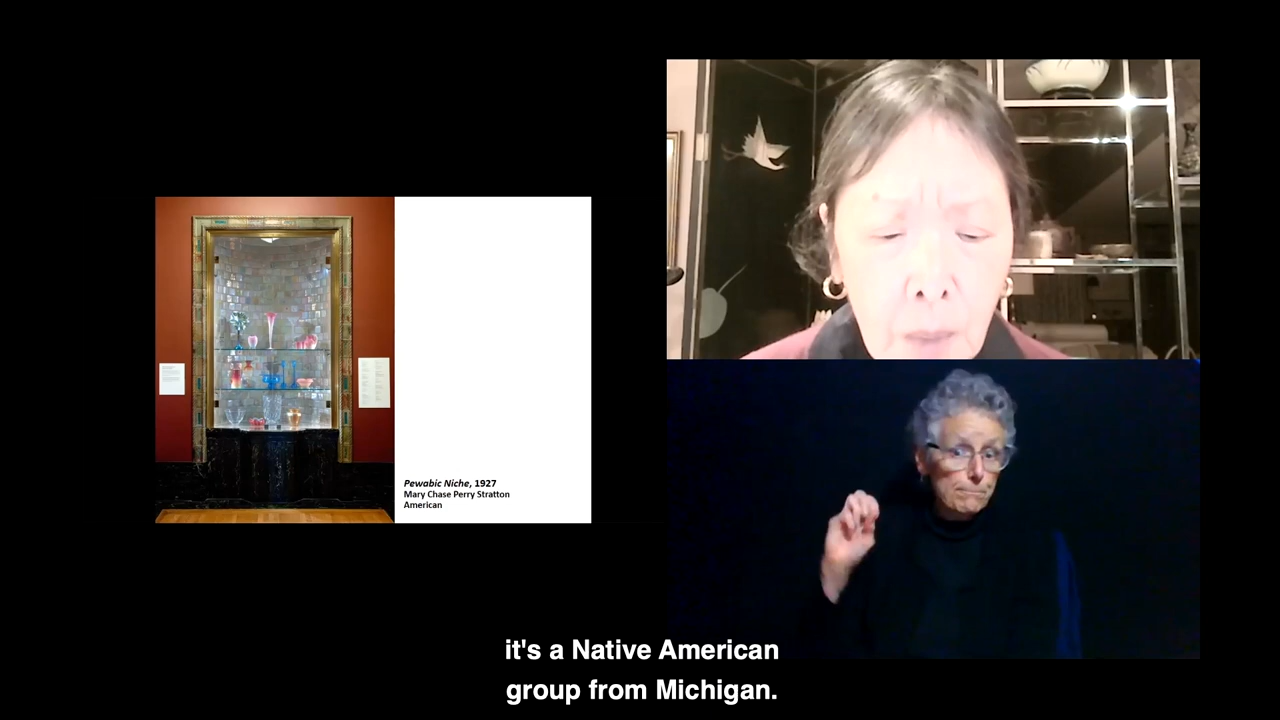 Pewabic Niche, 1927
Mary Chase Perry Stratton
American
it's a Native American
group from Michigan.